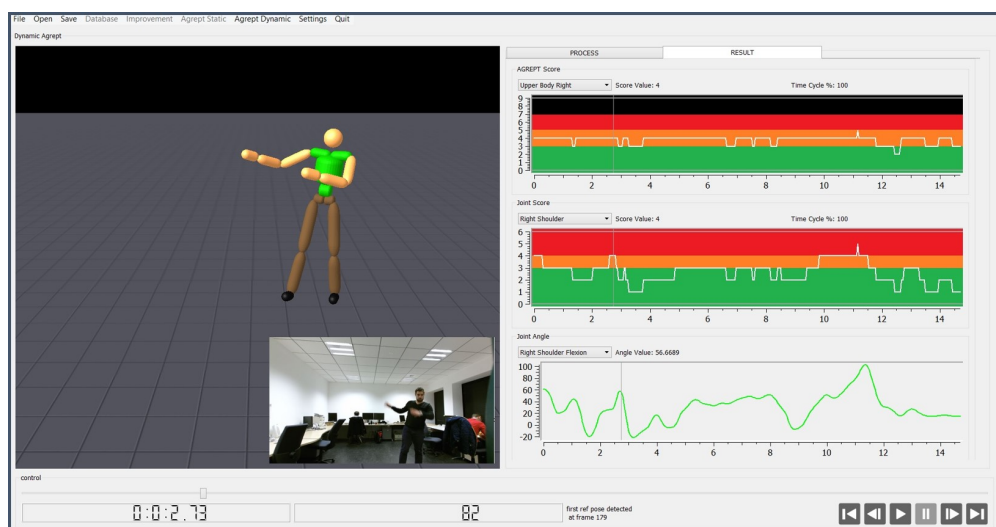 File Open Save Database Improvement Agrept Static Agrept Dynamic Settings Quit
Dynamic Agrept
PROCESS RESULT
AGREPT Score
Upper Body Right Score Value: 4 Time Cycle %: 100
9
8
7
6
5
4
3
2
1
0
0 2 4 6 8 10 12 14
Joint Score
Right Shoulder Score Value: 4 Time Cycle %: 100
6
5
4
3
2
1
0
0 2 4 6 8 10 12 14
Joint Angle
Right Shoulder Flexion Angle Value: 56.6689
100
80
60
40
20
0
-20
0 2 4 6 8 10 12 14
control
0:0:2.73 82 first ref pose detected
at frame 179